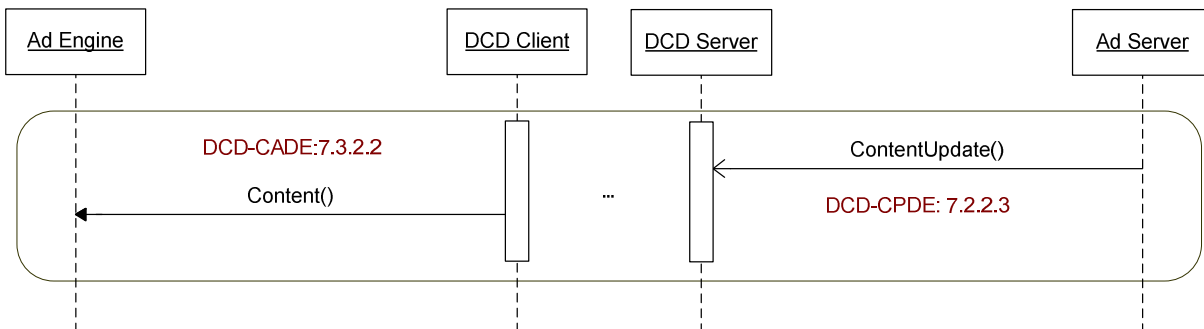 Ad Engine
DCD Client
DCD Server
Ad Server
DCD-CADE:7.3.2.2
ContentUpdate()
Content()
...
DCD-CPDE: 7.2.2.3